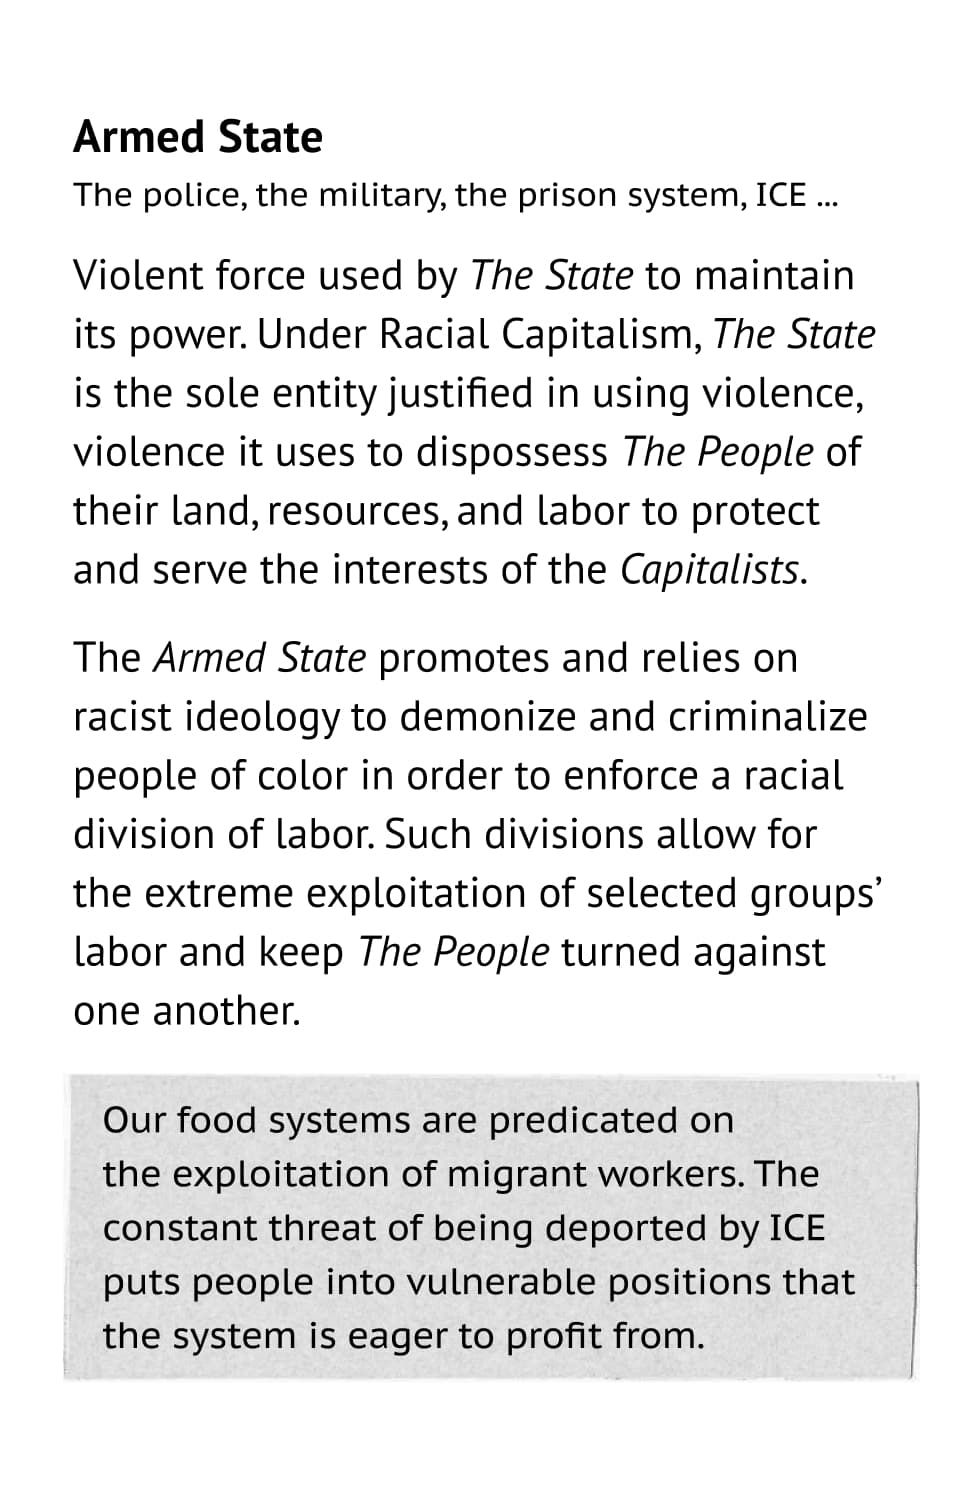 Armed State
The police, the military, the prison system, ICE ...
Violent force used by The State to maintain
its power. Under Racial Capitalism, The State
is the sole entity justified in using violence,
violence it uses to dispossess The People of
their land, resources, and labor to protect
and serve the interests of the Capitalists.
The Armed State promotes and relies on
racist ideology to demonize and criminalize
people of color in order to enforce a racial
division of labor. Such divisions allow for
the extreme exploitation of selected groups’
labor and keep The People turned against
one another.
Our food systems are predicated on
the exploitation of migrant workers. The
constant threat of being deported by ICE
puts people into vulnerable positions that
the system is eager to profit from.